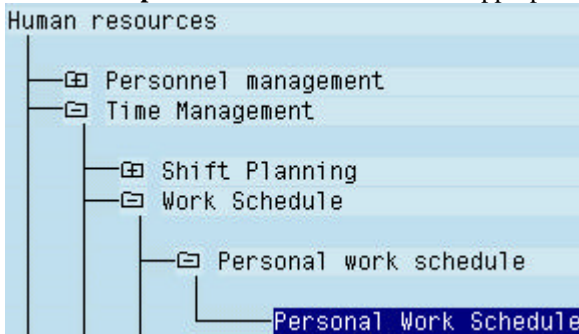 Human resources
Personnel management
Time Management
Shift Planning
Work Schedule
Personal work schedule
Personal Work Schedule